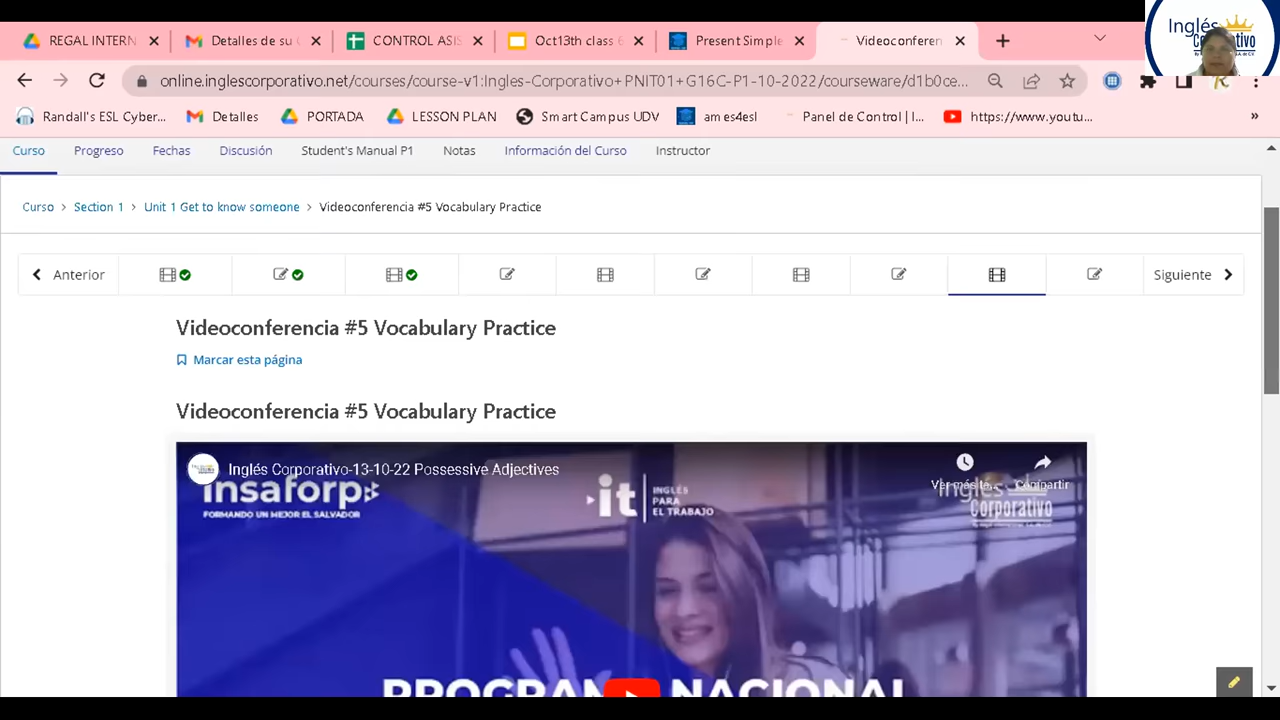 REGAL INTERN
Detalles de su C
CONTROL ASIS
Oct13th class 6
Present Simple
Videoconferen
Inglés
Corporativo
online.inglescorporativo.net/courses/course-v1:Ingles-Corporativo+PNIT01+G16C-P1-10-2022/courseware/d1b0ce...
Randall's ESL Cyber...
Detalles
PORTADA
LESSON PLAN
Smart Campus UDV
ames4esl
Panel de Control | I...
https://www.youtu...
»
Curso
Progreso
Fechas
Discusión
Student's Manual P1
Notas
Información del Curso
Instructor
Curso > Section 1 > Unit 1 Get to know someone > Videoconferencia #5 Vocabulary Practice
Anterior
Siguiente
Videoconferencia #5 Vocabulary Practice
Marcar esta página
Videoconferencia #5 Vocabulary Practice
Inglés Corporativo-13-10-22 Possessive Adjectives
Ver más ta...
Compartir
insaforp
FORMANDO UN MEJOR EL SALVADOR
it
INGLÉS
PARA
EL TRABAJO
Inglés
Corporativo
PROGRAMA NACIONAL